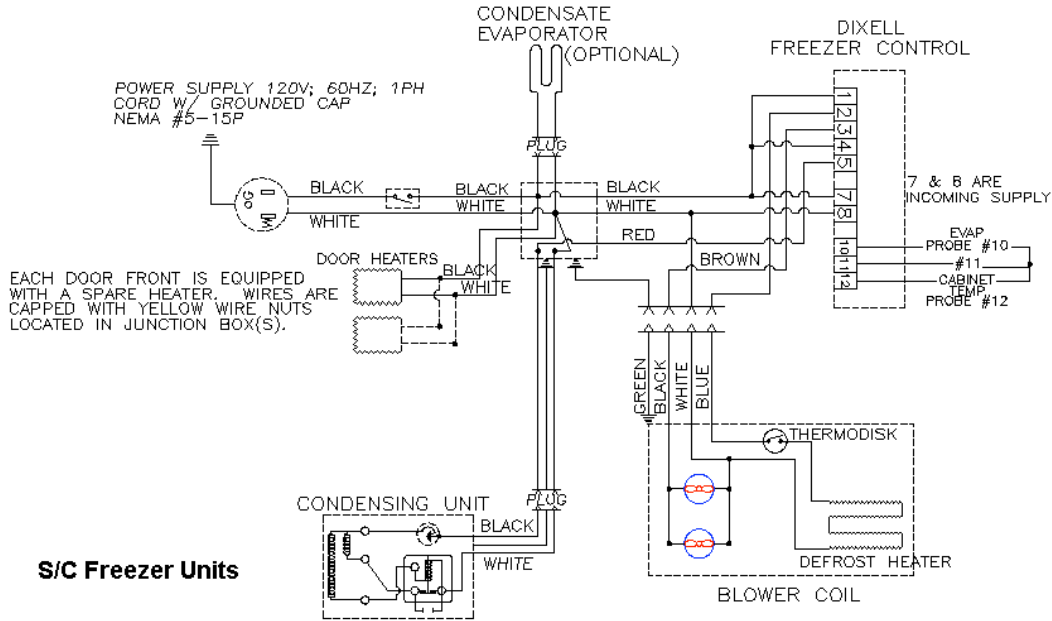 CONDENSATE
EVAPORATOR
(OPTIONAL)
DIXELL
FREEZER CONTROL
POWER SUPPLY 120V; 60HZ; 1PH
CORD W/ GROUNDED CAP
NEMA #5-15P
1
2
3
4
5
7
8
10
11
12
PLUG
G
W
BLACK
BLACK
BLACK
WHITE
WHITE
WHITE
7 & 8 ARE
INCOMING SUPPLY
RED
EVAP
PROBE #10
#11
CABINET
TEMP
PROBE #12
BROWN
DOOR HEATERS
BLACK
WHITE
EACH DOOR FRONT IS EQUIPPED
WITH A SPARE HEATER. WIRES ARE
CAPPED WITH YELLOW WIRE NUTS
LOCATED IN JUNCTION BOX(S).
GREEN
BLACK
WHITE
BLUE
THERMODISK
PLUG
CONDENSING UNIT
BLACK
WHITE
DEFROST HEATER
BLOWER COIL
S/C Freezer Units